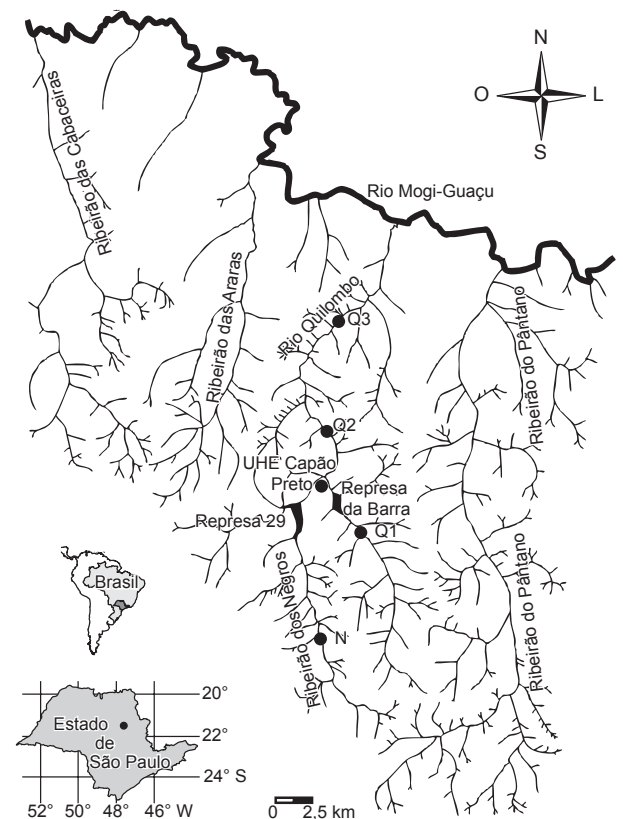 N
O L
S
Rio Mogi-Guaçu
Ribeirão das Cabaceiras
Ribeirão das Araras
Rio Quilombo
Q3
Ribeirão do Pântano
Q2
UHE Capão
Preto
Represa
da Barra
Represa 29
Q1
Ribeirão dos Negros
N
Ribeirão do Pântano
Brasil
Estado
de
São Paulo
20°
22°
24° S
52° 50° 48° 46° W
0 2,5 km